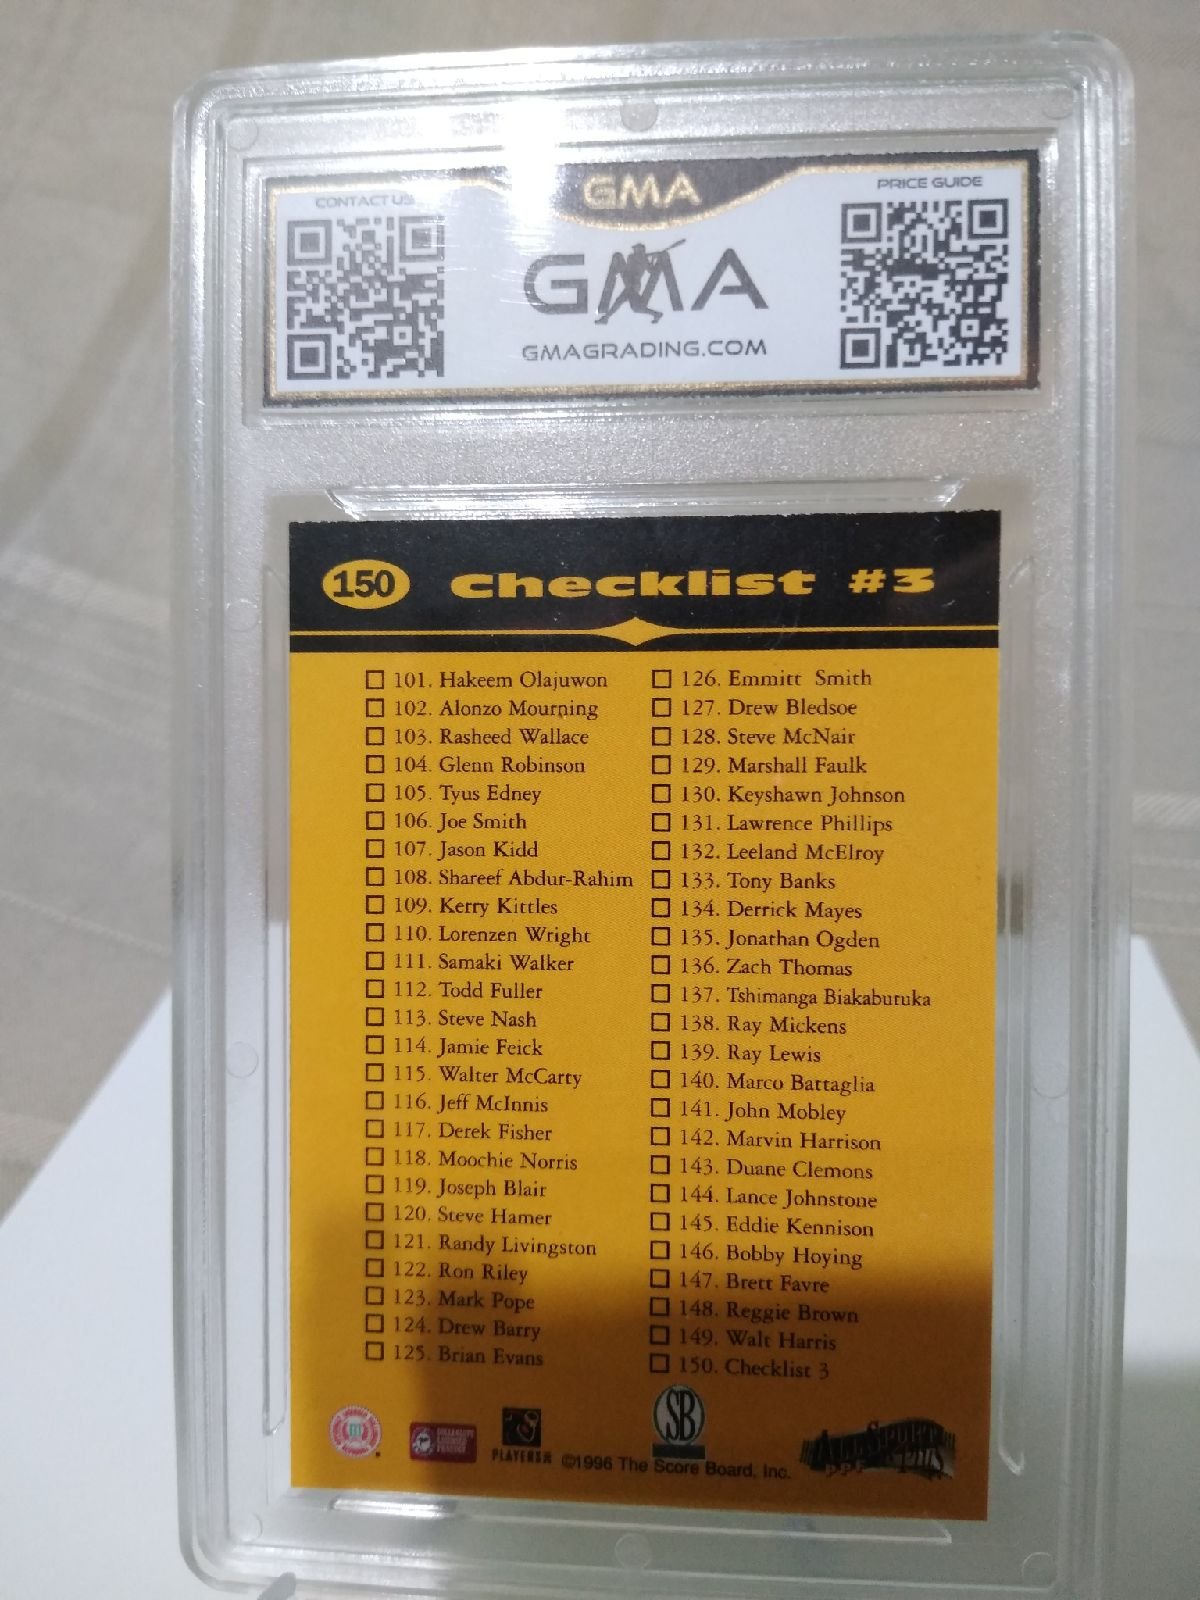 CONTACT US
GMA
PRICE GUIDE
GMA
GMAGRADING.COM
150 checklist #3
101. Hakeem Olajuwon
102. Alonzo Mourning
103. Rasheed Wallace
104. Glenn Robinson
105. Tyus Edney
106. Joe Smith
107. Jason Kidd
108. Shareef Abdur-Rahim
109. Kerry Kittles
110. Lorenzen Wright
111. Samaki Walker
112. Todd Fuller
113. Steve Nash
114. Jamie Feick
115. Walter McCarty
116. Jeff McInnis
117. Derek Fisher
118. Moochie Norris
119. Joseph Blair
120. Steve Hamer
121. Randy Livingston
122. Ron Riley
123. Mark Pope
124. Drew Barry
125. Brian Evans
126. Emmitt Smith
127. Drew Bledsoe
128. Steve McNair
129. Marshall Faulk
130. Keyshawn Johnson
131. Lawrence Phillips
132. Leeland McElroy
133. Tony Banks
134. Derrick Mayes
135. Jonathan Ogden
136. Zach Thomas
137. Tshimanga Biakabutuka
138. Ray Mickens
139. Ray Lewis
140. Marco Battaglia
141. John Mobley
142. Marvin Harrison
143. Duane Clemons
144. Lance Johnstone
145. Eddie Kennison
146. Bobby Hoying
147. Brett Favre
148. Reggie Brown
149. Walt Harris
150. Checklist 3
COLLEGIATE
LICENSED
PRODUCT
PLAYERS
SB
©1996 The Score Board, Inc.
All Sport
PPF Plus